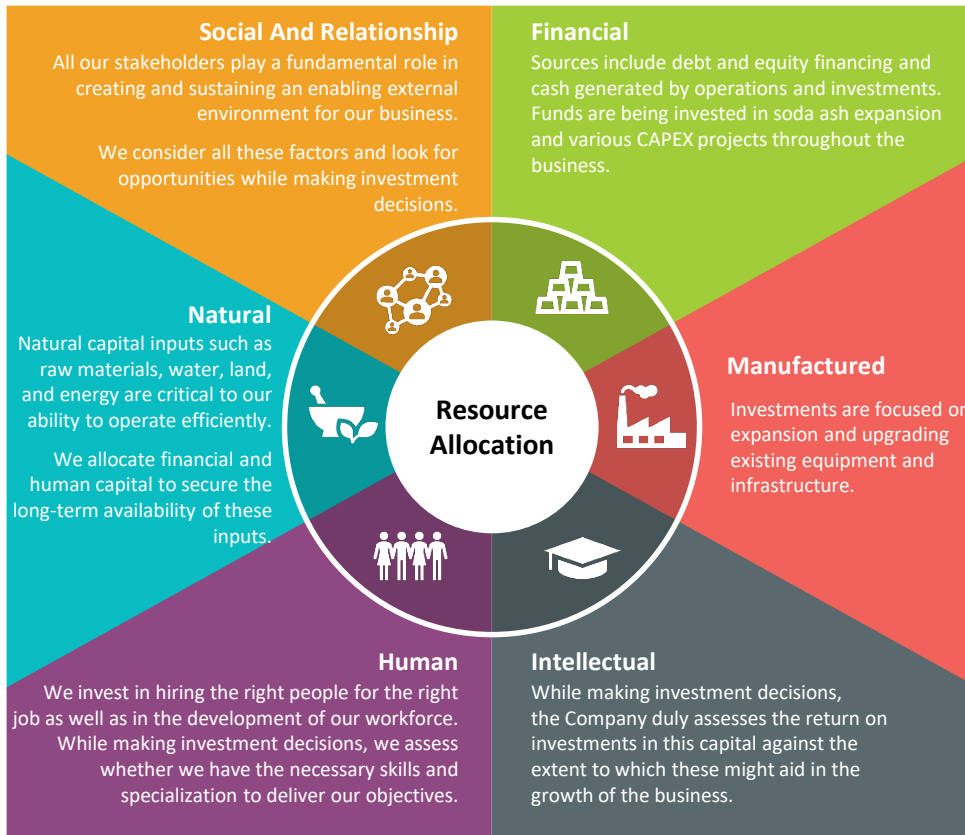 Social And Relationship
All our stakeholders play a fundamental role in
creating and sustaining an enabling external
environment for our business.
We consider all these factors and look for
opportunities while making investment
decisions.
Financial
Sources include debt and equity financing and
cash generated by operations and investments.
Funds are being invested in soda ash expansion
and various CAPEX projects throughout the
business.
Natural
Natural capital inputs such as
raw materials, water, land,
and energy are critical to our
ability to operate efficiently.
We allocate financial and
human capital to secure the
long-term availability of these
inputs.
Resource
Allocation
Manufactured
Investments are focused on
expansion and upgrading
existing equipment and
infrastructure.
Human
We invest in hiring the right people for the right
job as well as in the development of our workforce.
While making investment decisions, we assess
whether we have the necessary skills and
specialization to deliver our objectives.
Intellectual
While making investment decisions,
the Company duly assesses the return on
investments in this capital against the
extent to which these might aid in the
growth of the business.